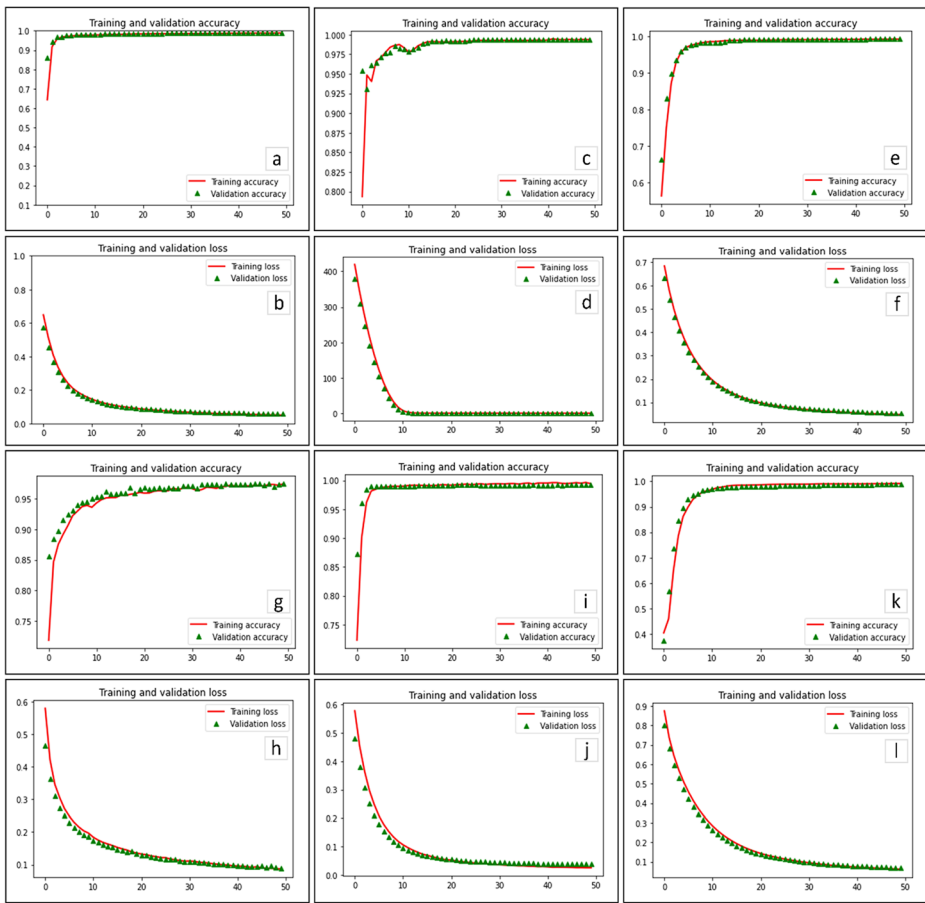 Training and validation accuracy
1.0
0.9
0.8
0.7
0.6
0.5
0.4
0.3
0.2
0.1
a
Training accuracy
Validation accuracy
0 10 20 30 40 50
Training and validation accuracy
1.000
0.975
0.950
0.925
0.900
0.875
0.850
0.825
0.800
c
Training accuracy
Validation accuracy
0 10 20 30 40 50
Training and validation accuracy
1.0
0.9
0.8
0.7
0.6
e
Training accuracy
Validation accuracy
0 10 20 30 40 50
Training and validation loss
1.0
0.8
0.6
0.4
0.2
0.0
Training loss
Validation loss
b
0 10 20 30 40 50
Training and validation loss
400
300
200
100
0
Training loss
Validation loss
d
0 10 20 30 40 50
Training and validation loss
0.7
0.6
0.5
0.4
0.3
0.2
0.1
Training loss
Validation loss
f
0 10 20 30 40 50
Training and validation accuracy
0.95
0.90
0.85
0.80
0.75
g
Training accuracy
Validation accuracy
0 10 20 30 40 50
Training and validation accuracy
1.00
0.95
0.90
0.85
0.80
0.75
i
Training accuracy
Validation accuracy
0 10 20 30 40 50
Training and validation accuracy
1.0
0.9
0.8
0.7
0.6
0.5
0.4
k
Training accuracy
Validation accuracy
0 10 20 30 40 50
Training and validation loss
0.6
0.5
0.4
0.3
0.2
0.1
Training loss
Validation loss
h
0 10 20 30 40 50
Training and validation loss
0.6
0.5
0.4
0.3
0.2
0.1
0.0
Training loss
Validation loss
j
0 10 20 30 40 50
Training and validation loss
0.9
0.8
0.7
0.6
0.5
0.4
0.3
0.2
0.1
Training loss
Validation loss
l
0 10 20 30 40 50